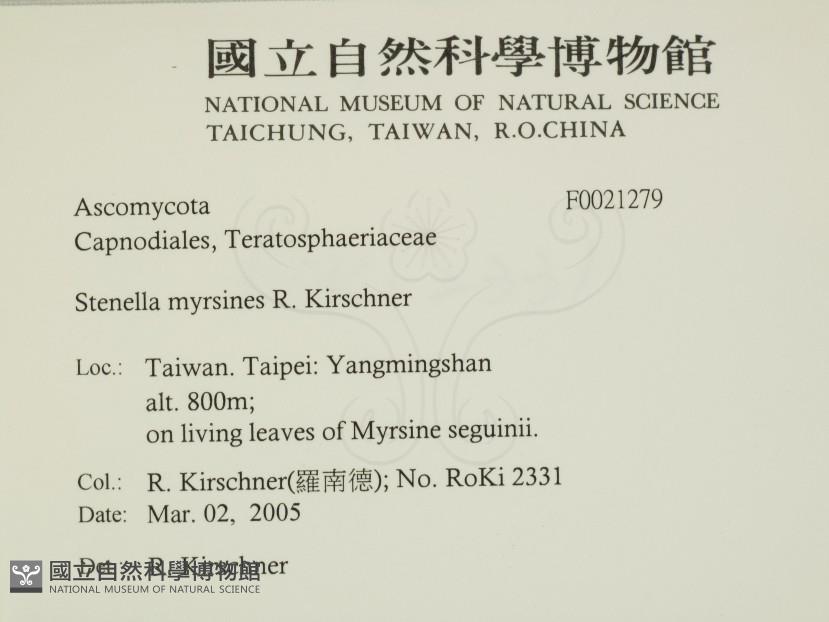 國立自然科學博物館
NATIONAL MUSEUM OF NATURAL SCIENCE
TAICHUNG, TAIWAN, R.O.CHINA
Ascomycota F0021279
Capnodiales, Teratosphaeriaceae
Stenella myrsines R. Kirschner
Loc.: Taiwan. Taipei: Yangmingshan
alt. 800m;
on living leaves of Myrsine seguinii.
Col.: R. Kirschner(羅南德); No. RoKi 2331
Date: Mar. 02, 2005
Det.: R. Kirschner
國立自然科學博物館
NATIONAL MUSEUM OF NATURAL SCIENCE